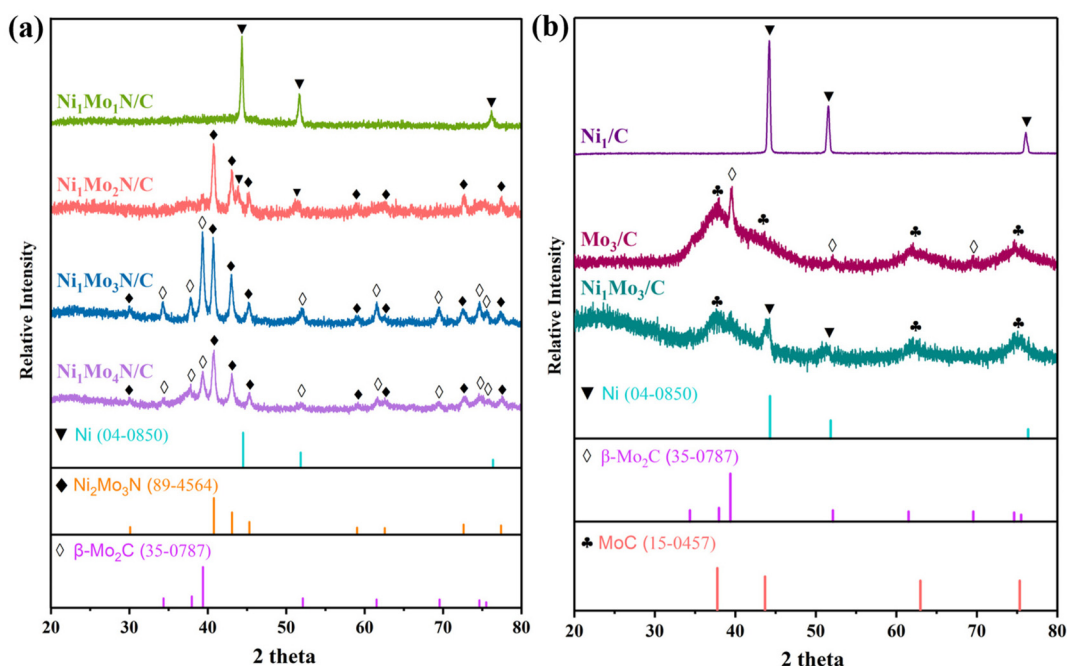 (a)
Ni₁Mo₁N/C
Ni₁Mo₂N/C
Ni₁Mo₃N/C
Ni₁Mo₄N/C
▼ Ni (04-0850)
◆ Ni₂Mo₃N (89-4564)
◇ β-Mo₂C (35-0787)
Relative Intensity
20 30 40 50 60 70 80
2 theta
(b)
Ni₁/C
Mo₃/C
Ni₁Mo₃/C
▼ Ni (04-0850)
◇ β-Mo₂C (35-0787)
♣ MoC (15-0457)
Relative Intensity
20 30 40 50 60 70 80
2 theta